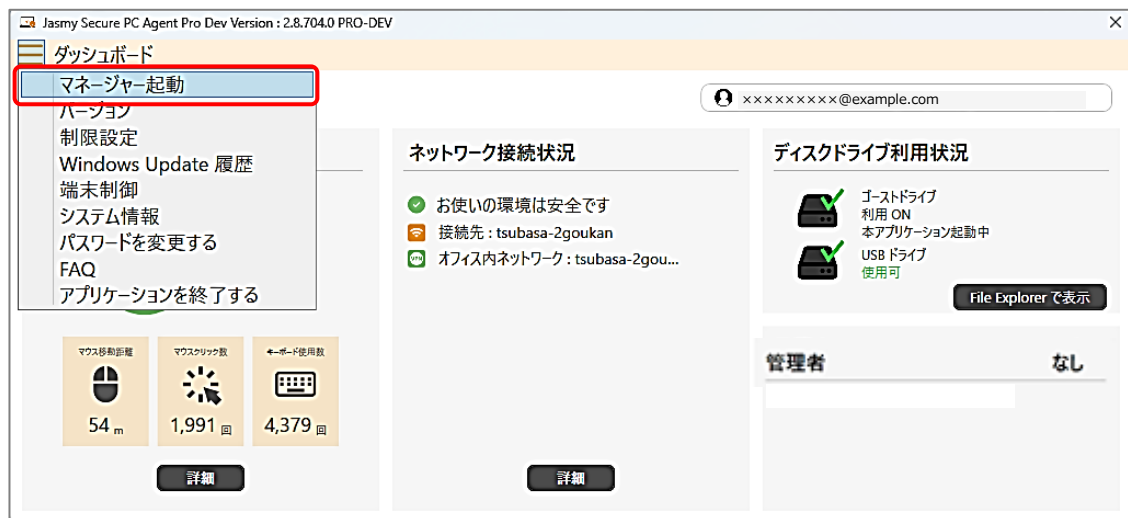 Jasmy Secure PC Agent Pro Dev Version : 2.8.704.0 PRO-DEV
ダッシュボード
マネージャー起動
バージョン
制限設定
Windows Update 履歴
端末制御
システム情報
パスワードを変更する
FAQ
アプリケーションを終了する
×××××××××@example.com
マウス移動距離
54 m
マウスクリック数
1,991 回
キーボード使用数
4,379 回
詳細
ネットワーク接続状況
お使いの環境は安全です
接続先 : tsubasa-2goukan
VPN
オフィス内ネットワーク : tsubasa-2gou...
詳細
ディスクドライブ利用状況
ゴーストドライブ
利用 ON
本アプリケーション起動中
USB ドライブ
使用可
File Explorer で表示
管理者 なし